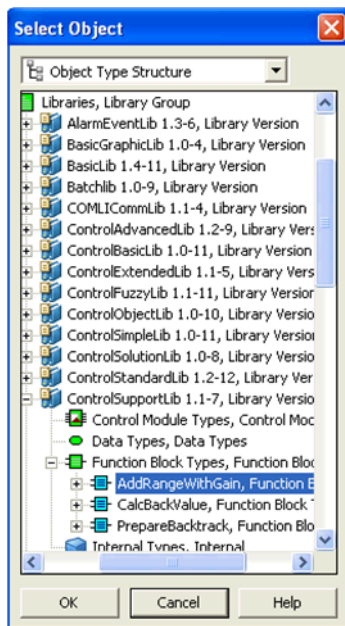 Select Object
Object Type Structure
Libraries, Library Group
AlarmEventLib 1.3-6, Library Version
BasicGraphicLib 1.0-4, Library Version
BasicLib 1.4-11, Library Version
Batchlib 1.0-9, Library Version
COMLICommLib 1.1-4, Library Version
ControlAdvancedLib 1.2-9, Library Vers
ControlBasicLib 1.0-11, Library Version
ControlExtendedLib 1.1-5, Library Vers
ControlFuzzyLib 1.1-11, Library Version
ControlObjectLib 1.0-10, Library Version
ControlSimpleLib 1.0-11, Library Version
ControlSolutionLib 1.0-8, Library Versio
ControlStandardLib 1.2-12, Library Ver
ControlSupportLib 1.1-7, Library Version
Control Module Types, Control Moc
Data Types, Data Types
Function Block Types, Function Bloc
AddRangeWithGain, Function B
CalcBackValue, Function Block T
PrepareBacktrack, Function Blo
Internal Types, Internal
OK Cancel Help